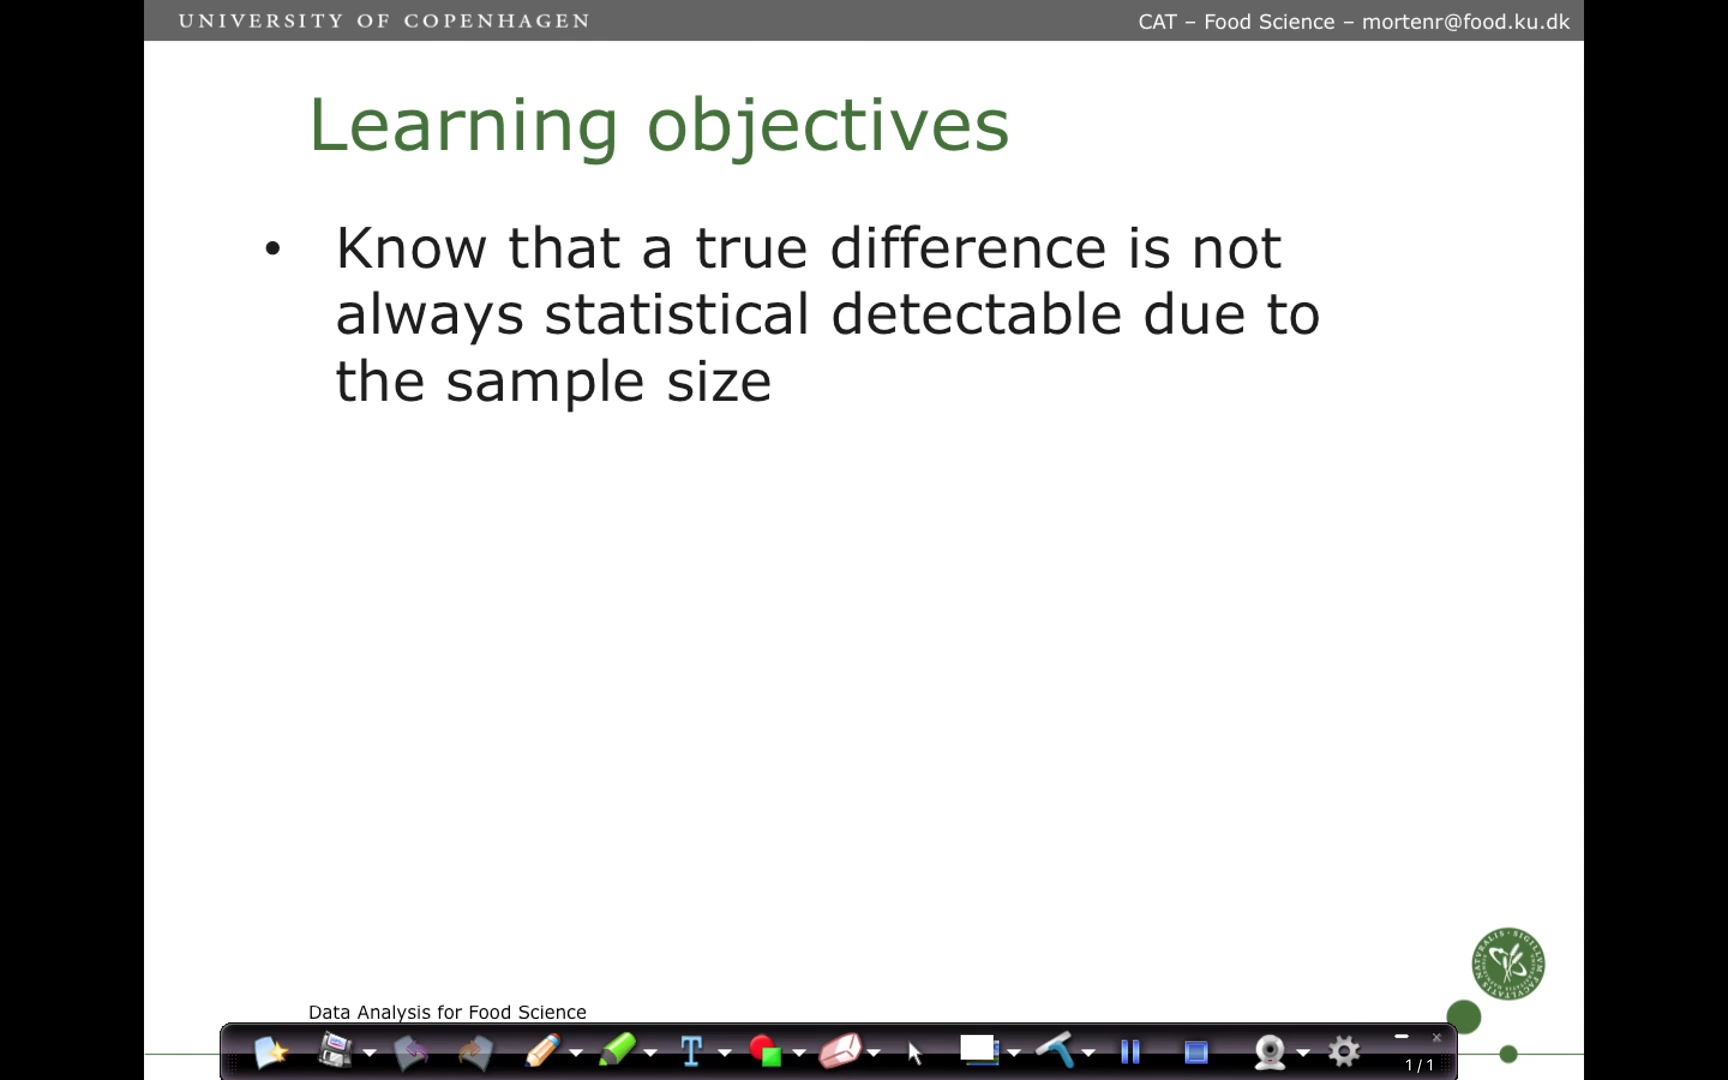 UNIVERSITY OF COPENHAGEN
CAT – Food Science – mortenr@food.ku.dk
Learning objectives
• Know that a true difference is not
always statistical detectable due to
the sample size
Data Analysis for Food Science
T
1/1